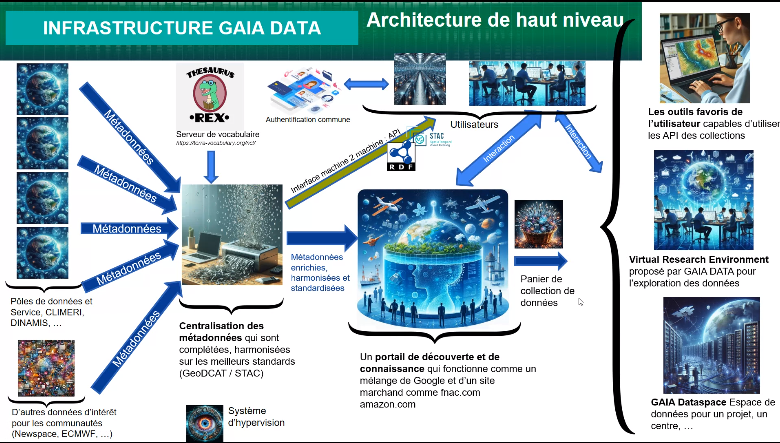 INFRASTRUCTURE GAIA DATA
Architecture de haut niveau
THESAURUS
•REX•
Serveur de vocabulaire
Authentification commune
Utilisateurs
Métadonnées
Métadonnées
Métadonnées
Métadonnées
Métadonnées
Interface machine 2 machine, API
RDF
STAC
Interaction
Interaction
Métadonnées
enrichies,
harmonisées et
standardisées
Pôles de données et
Service, CLIMERI,
DINAMIS, …
D'autres données d'intérêt
pour les communautés
(Newspace, ECMWF, …)
Centralisation des
métadonnées qui sont
complétées, harmonisées
sur les meilleurs standards
(GeoDCAT / STAC)
Système
d'hypervision
Un portail de découverte et de
connaissance qui fonctionne comme un
mélange de Google et d'un site
marchand comme fnac.com
amazon.com
Panier de
collection de
données
Les outils favoris de
l'utilisateur capables d'utiliser
les API des collections
Virtual Research Environment
proposé par GAIA DATA pour
l'exploration des données
GAIA Dataspace Espace de
données pour un projet, un
centre, …